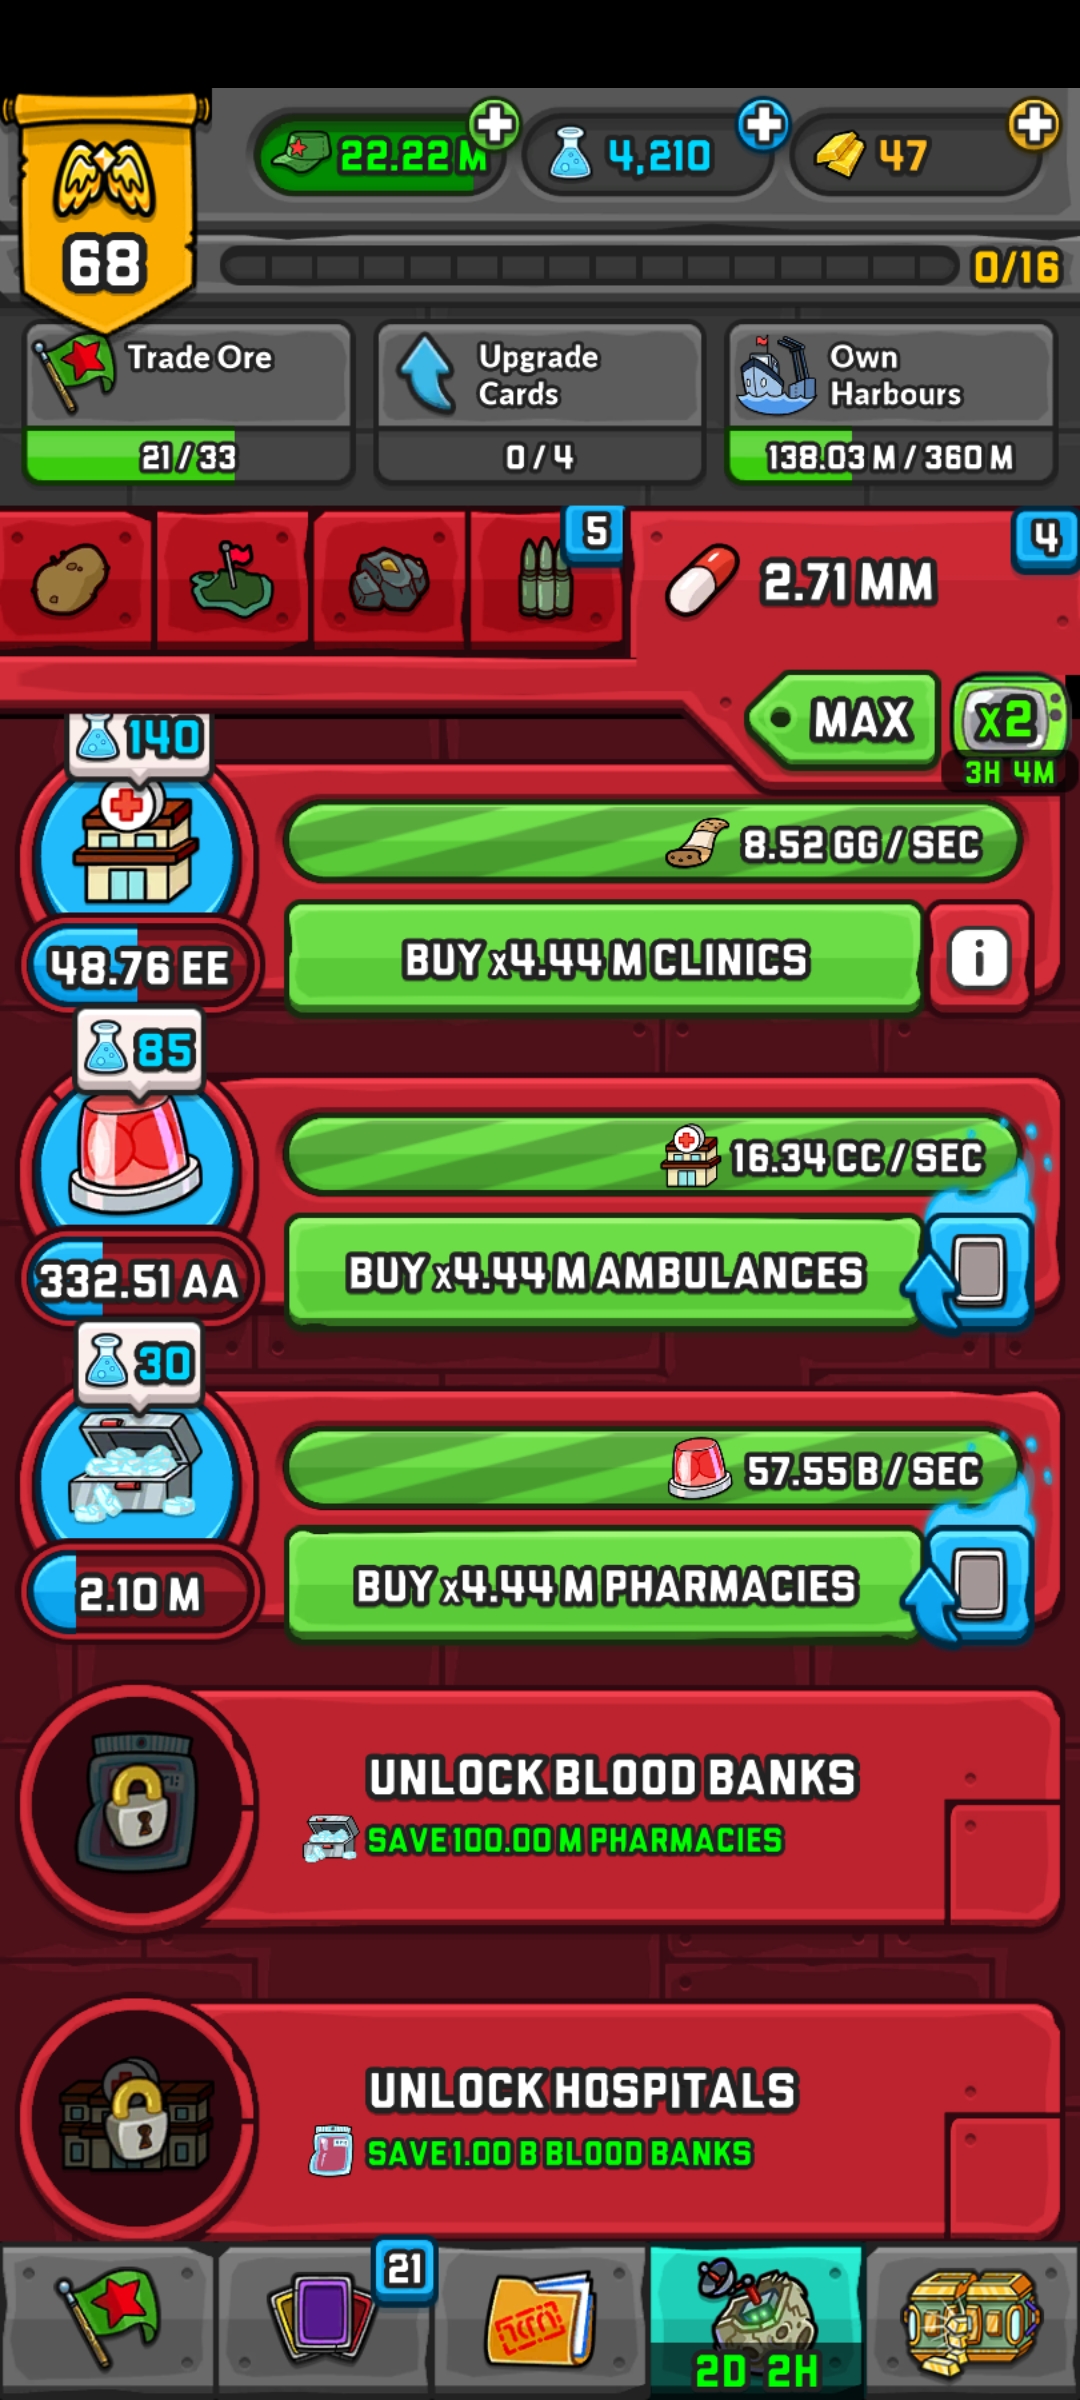 22.22 M
4,210
47
68
0/16
Trade Ore
21 / 33
Upgrade
Cards
0 / 4
Own
Harbours
138.03 M / 360 M
5
2.71 MM
4
MAX
x2
3H 4M
140
8.52 GG / SEC
48.76 EE
BUY x4.44 M CLINICS
i
85
16.34 CC / SEC
332.51 AA
BUY x4.44 M AMBULANCES
30
57.55 B / SEC
2.10 M
BUY x4.44 M PHARMACIES
UNLOCK BLOOD BANKS
SAVE 100.00 M PHARMACIES
UNLOCK HOSPITALS
SAVE 1.00 B BLOOD BANKS
21
2D 2H